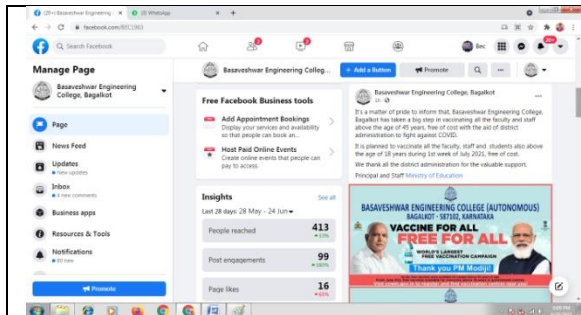 (20+) Basaveshwar Engineering C
(3) WhatsApp
facebook.com/BEC1963
Search Facebook
Bec
20+
Manage Page
Basaveshwar Engineering College, Bagalkot
Page
News Feed
Updates
New updates
Inbox
Business apps
Resources & Tools
Notifications
Promote
Basaveshwar Engineering Colleg...
+ Add a Button
Promote
Free Facebook Business tools
Add Appointment Bookings
Display your services and availability
so that people can book an...
Host Paid Online Events
Create online events that people can
pay to access.
Insights
See all
Last 28 days: 28 May - 24 Jun
People reached
413
Post engagements
99
Page likes
16
Basaveshwar Engineering College, Bagalkot
It's a matter of pride to inform that, Basaveshwar Engineering College,
Bagalkot has taken a big step in vaccinating all the faculty and staff
above the age of 45 years, free of cost with the aid of district
administration to fight against COVID.
It is planned to vaccinate all the faculty, staff and students also above
the age of 18 years during 1st week of July 2021, free of cost.
We thank all the district administration for the valuable support.
Principal and Staff Ministry of Education
BASAVESHWAR ENGINEERING COLLEGE (AUTONOMOUS)
BAGALKOT - 587102, KARNATAKA
VACCINE FOR ALL
FREE FOR ALL
WORLD'S LARGEST
FREE VACCINATION CAMPAIGN
Thank you PM Modiji!